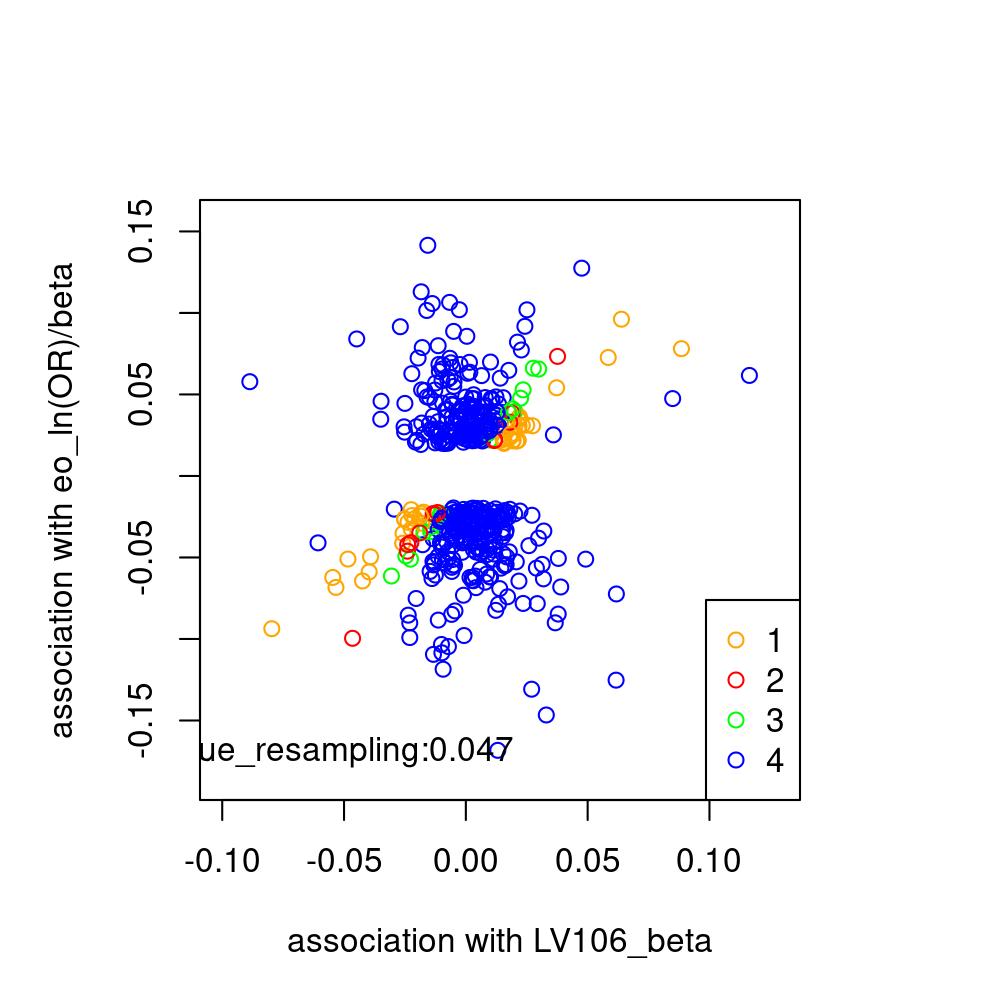 association with eo_ln(OR)/beta
0.15
0.05
-0.05
-0.15
ue_resampling:0.047
1
2
3
4
-0.10 -0.05 0.00 0.05 0.10
association with LV106_beta